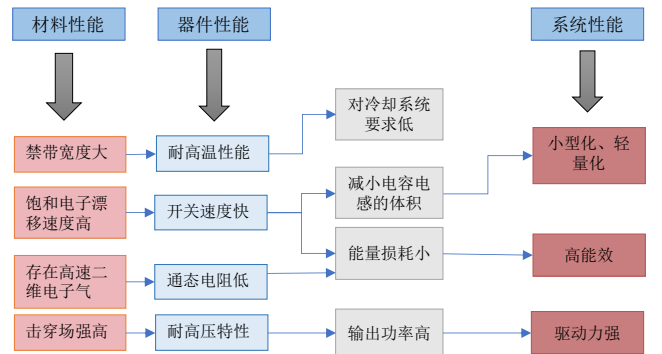 材料性能
器件性能
系统性能
对冷却系统
要求低
禁带宽度大
耐高温性能
小型化、轻
量化
饱和电子漂
移速度高
开关速度快
减小电容电
感的体积
能量损耗小
高能效
存在高速二
维电子气
通态电阻低
击穿场强高
耐高压特性
输出功率高
驱动力强